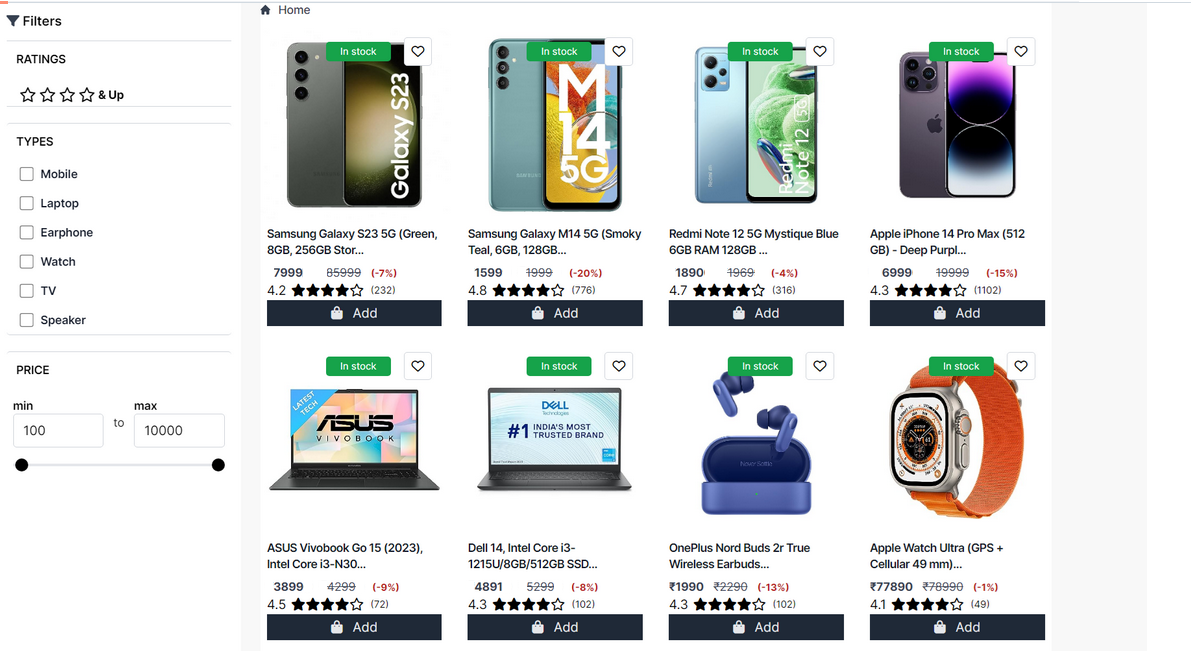 Filters
RATINGS
& Up
TYPES
Mobile
Laptop
Earphone
Watch
TV
Speaker
PRICE
min
max
100
to
10000
Home
In stock
In stock
In stock
In stock
Galaxy S23
M
14
5G
Redmi
Note 12 5G
Samsung Galaxy S23 5G (Green,
8GB, 256GB Stor...
Samsung Galaxy M14 5G (Smoky
Teal, 6GB, 128GB...
Redmi Note 12 5G Mystique Blue
6GB RAM 128GB ...
Apple iPhone 14 Pro Max (512
GB) - Deep Purpl...
7999 85999 (-7%)
1599 1999 (-20%)
1890 1969 (-4%)
6999 19999 (-15%)
4.2 (232)
4.8 (776)
4.7 (316)
4.3 (1102)
Add
Add
Add
Add
In stock
In stock
In stock
In stock
LATEST
TECH
ASUS
VIVOBOOK
DELL
Technologies
#1 INDIA'S MOST
TRUSTED BRAND
Never Settle
ASUS Vivobook Go 15 (2023),
Intel Core i3-N30...
Dell 14, Intel Core i3-
1215U/8GB/512GB SSD...
OnePlus Nord Buds 2r True
Wireless Earbuds...
Apple Watch Ultra (GPS +
Cellular 49 mm)...
3899 4299 (-9%)
4891 5299 (-8%)
₹1990 ₹2290 (-13%)
₹77890 ₹78990 (-1%)
4.5 (72)
4.3 (102)
4.3 (102)
4.1 (49)
Add
Add
Add
Add